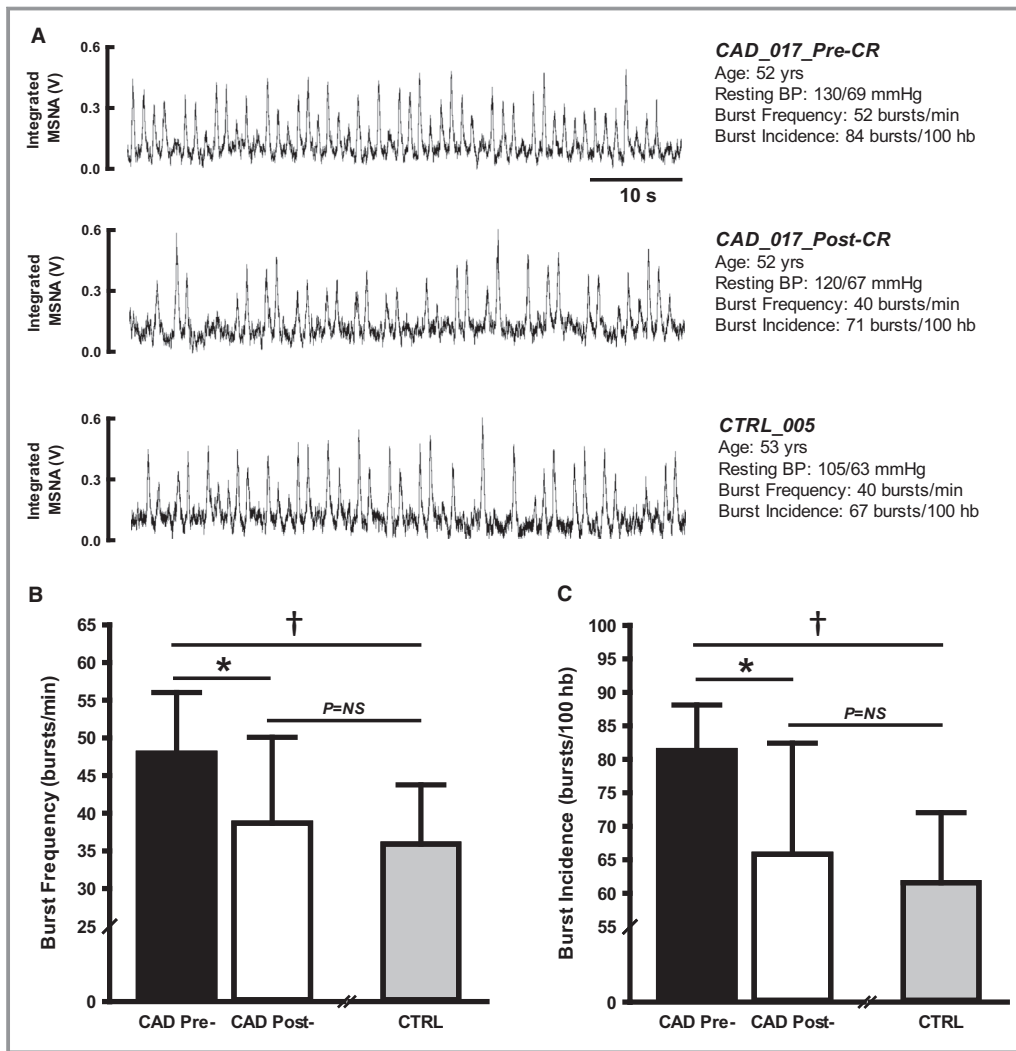 A
0.6
0.3
0.0
Integrated
MSNA (V)
10 s
CAD_017_Pre-CR
Age: 52 yrs
Resting BP: 130/69 mmHg
Burst Frequency: 52 bursts/min
Burst Incidence: 84 bursts/100 hb
0.6
0.3
0.0
Integrated
MSNA (V)
CAD_017_Post-CR
Age: 52 yrs
Resting BP: 120/67 mmHg
Burst Frequency: 40 bursts/min
Burst Incidence: 71 bursts/100 hb
0.6
0.3
0.0
Integrated
MSNA (V)
CTRL_005
Age: 53 yrs
Resting BP: 105/63 mmHg
Burst Frequency: 40 bursts/min
Burst Incidence: 67 bursts/100 hb
B
Burst Frequency (bursts/min)
65
60
55
50
45
40
35
30
25
0
†
*
P=NS
CAD Pre- CAD Post- CTRL
C
Burst Incidence (bursts/100 hb)
100
95
90
85
80
75
70
65
60
55
0
†
*
P=NS
CAD Pre- CAD Post- CTRL